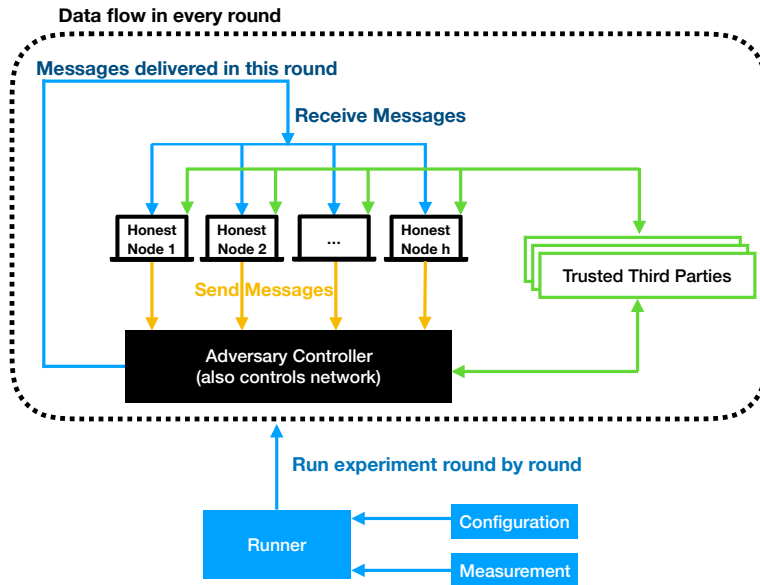 Data flow in every round
Messages delivered in this round
Receive Messages
Honest
Node 1
Honest
Node 2
...
Honest
Node h
Trusted Third Parties
Send Messages
Adversary Controller
(also controls network)
Run experiment round by round
Runner
Configuration
Measurement